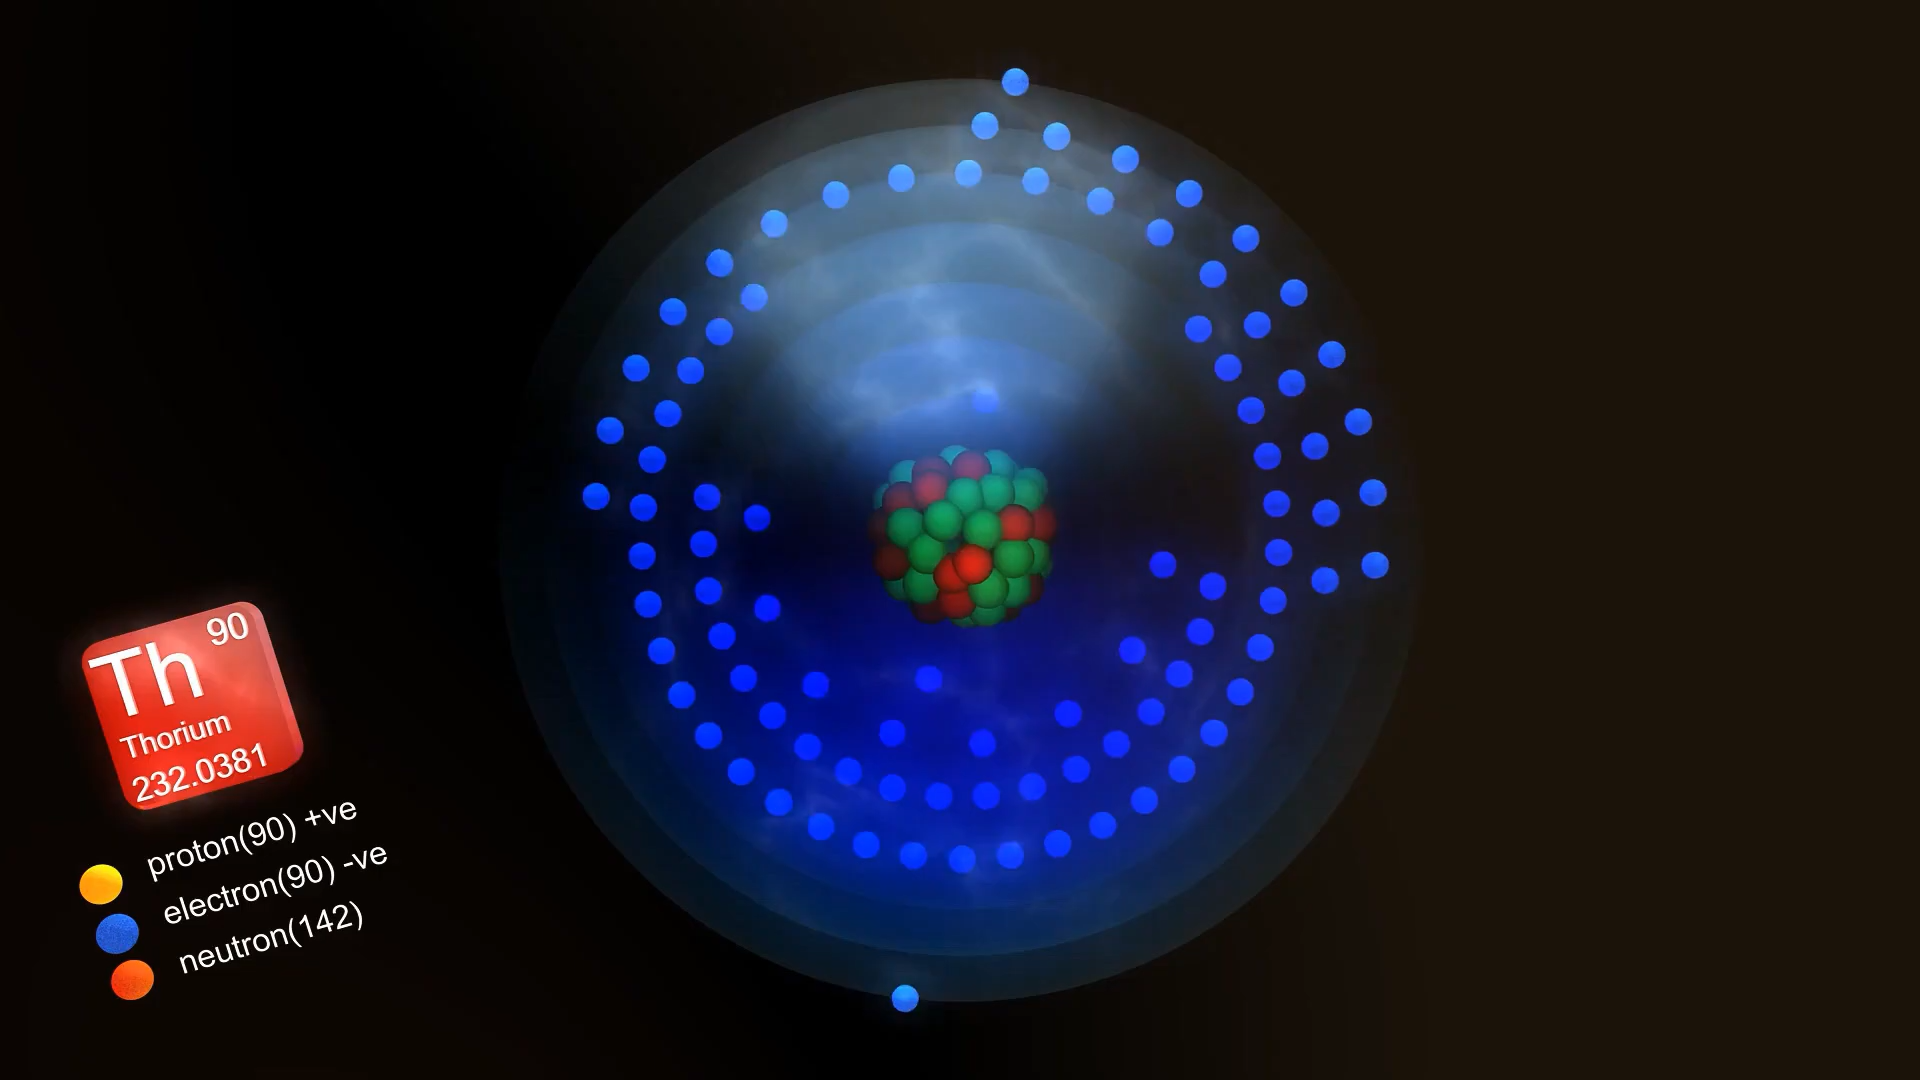 90
Th
Thorium
232.0381
proton(90) +ve
electron(90) -ve
neutron(142)